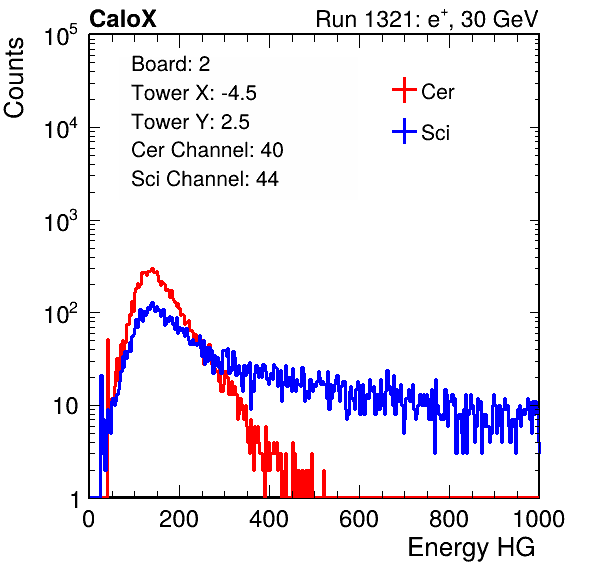 CaloX Run 1321: e⁺, 30 GeV
Counts
Board: 2
Tower X: -4.5
Tower Y: 2.5
Cer Channel: 40
Sci Channel: 44
Cer
Sci
10⁵
10⁴
10³
10²
10
1
0 200 400 600 800 1000
Energy HG